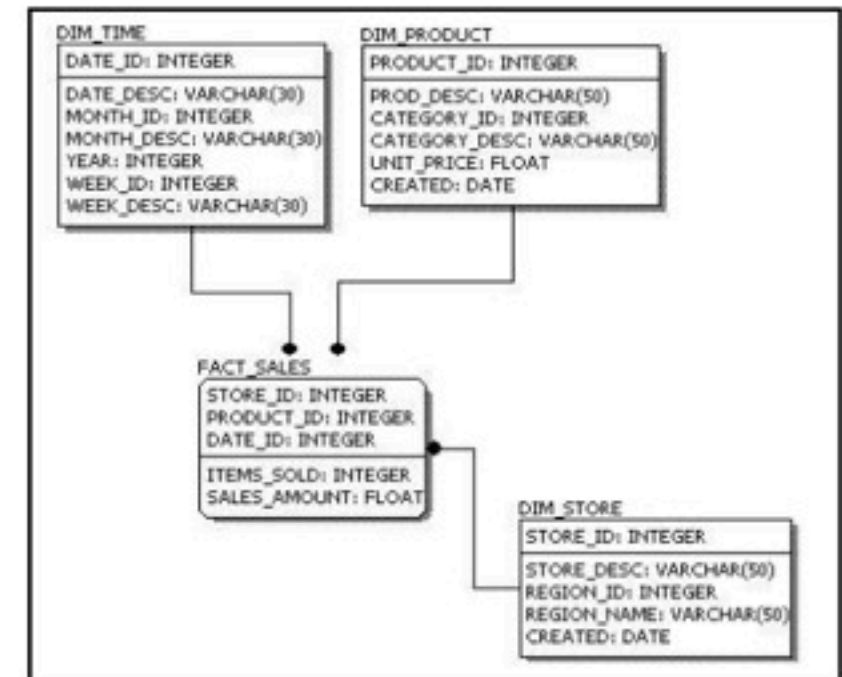 DIM_TIME
DATE_ID: INTEGER
DATE_DESC: VARCHAR(30)
MONTH_ID: INTEGER
MONTH_DESC: VARCHAR(30)
YEAR: INTEGER
WEEK_ID: INTEGER
WEEK_DESC: VARCHAR(30)
DIM_PRODUCT
PRODUCT_ID: INTEGER
PROD_DESC: VARCHAR(50)
CATEGORY_ID: INTEGER
CATEGORY_DESC: VARCHAR(50)
UNIT_PRICE: FLOAT
CREATED: DATE
FACT_SALES
STORE_ID: INTEGER
PRODUCT_ID: INTEGER
DATE_ID: INTEGER
ITEMS_SOLD: INTEGER
SALES_AMOUNT: FLOAT
DIM_STORE
STORE_ID: INTEGER
STORE_DESC: VARCHAR(50)
REGION_ID: INTEGER
REGION_NAME: VARCHAR(50)
CREATED: DATE